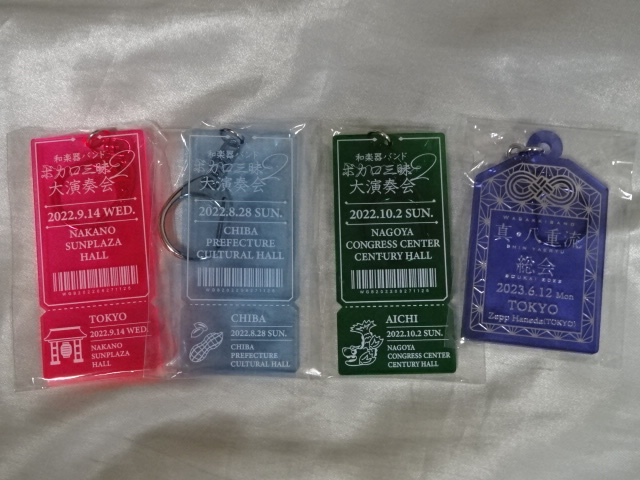 和楽器バンド
ボカロ三昧2
大演奏会
2022.9.14 WED.
NAKANO
SUNPLAZA
HALL
TOKYO
2022.9.14 WED.
NAKANO
SUNPLAZA
HALL
和楽器バンド
ボカロ三昧2
大演奏会
2022.8.28 SUN.
CHIBA
PREFECTURE
CULTURAL HALL
CHIBA
2022.8.28 SUN.
CHIBA
PREFECTURE
CULTURAL HALL
和楽器バンド
ボカロ三昧2
大演奏会
2022.10.2 SUN.
NAGOYA
CONGRESS CENTER
CENTURY HALL
AICHI
2022.10.2 SUN.
NAGOYA
CONGRESS CENTER
CENTURY HALL
真・八重流
総会
2023.6.12 Mon
TOKYO
Zepp Haneda(TOKYO)